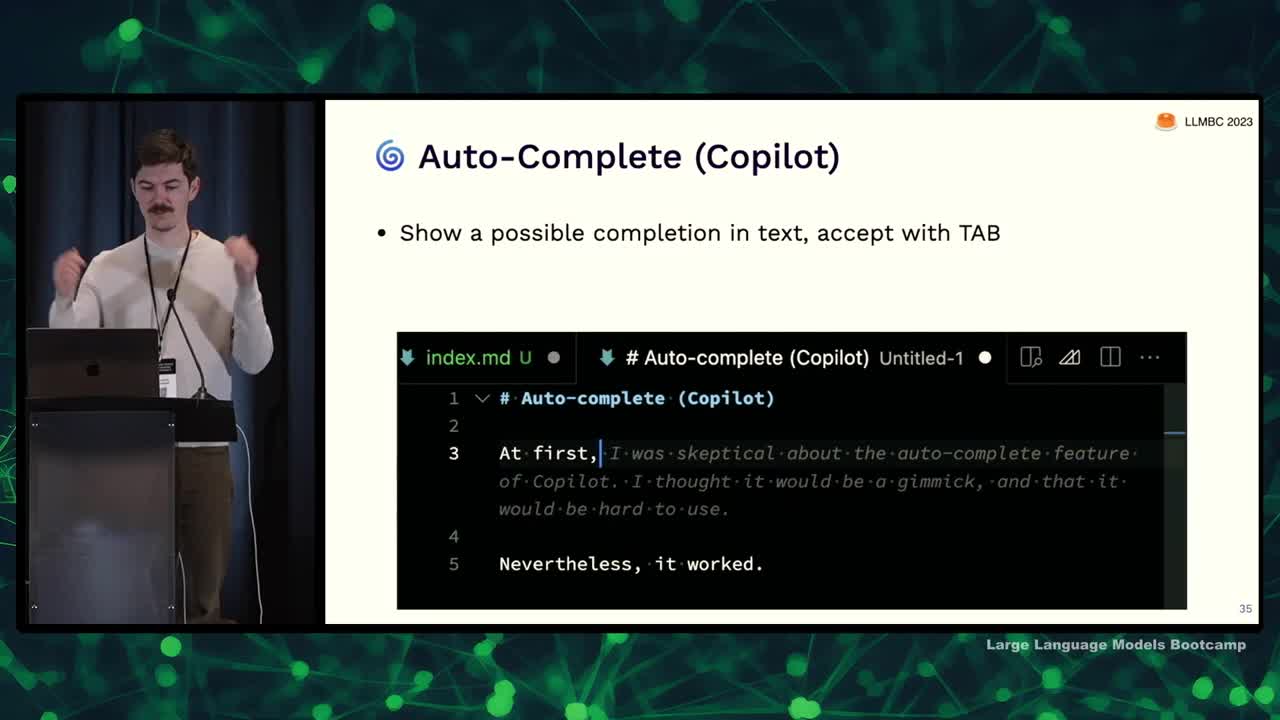 LLMBC 2023
Auto-Complete (Copilot)
• Show a possible completion in text, accept with TAB
index.md U
# Auto-complete (Copilot) Untitled-1
1 # Auto-complete (Copilot)
2
3 At first, I was skeptical about the auto-complete feature
of Copilot. I thought it would be a gimmick, and that it
would be hard to use.
4
5 Nevertheless, it worked.
35
Large Language Models Bootcamp